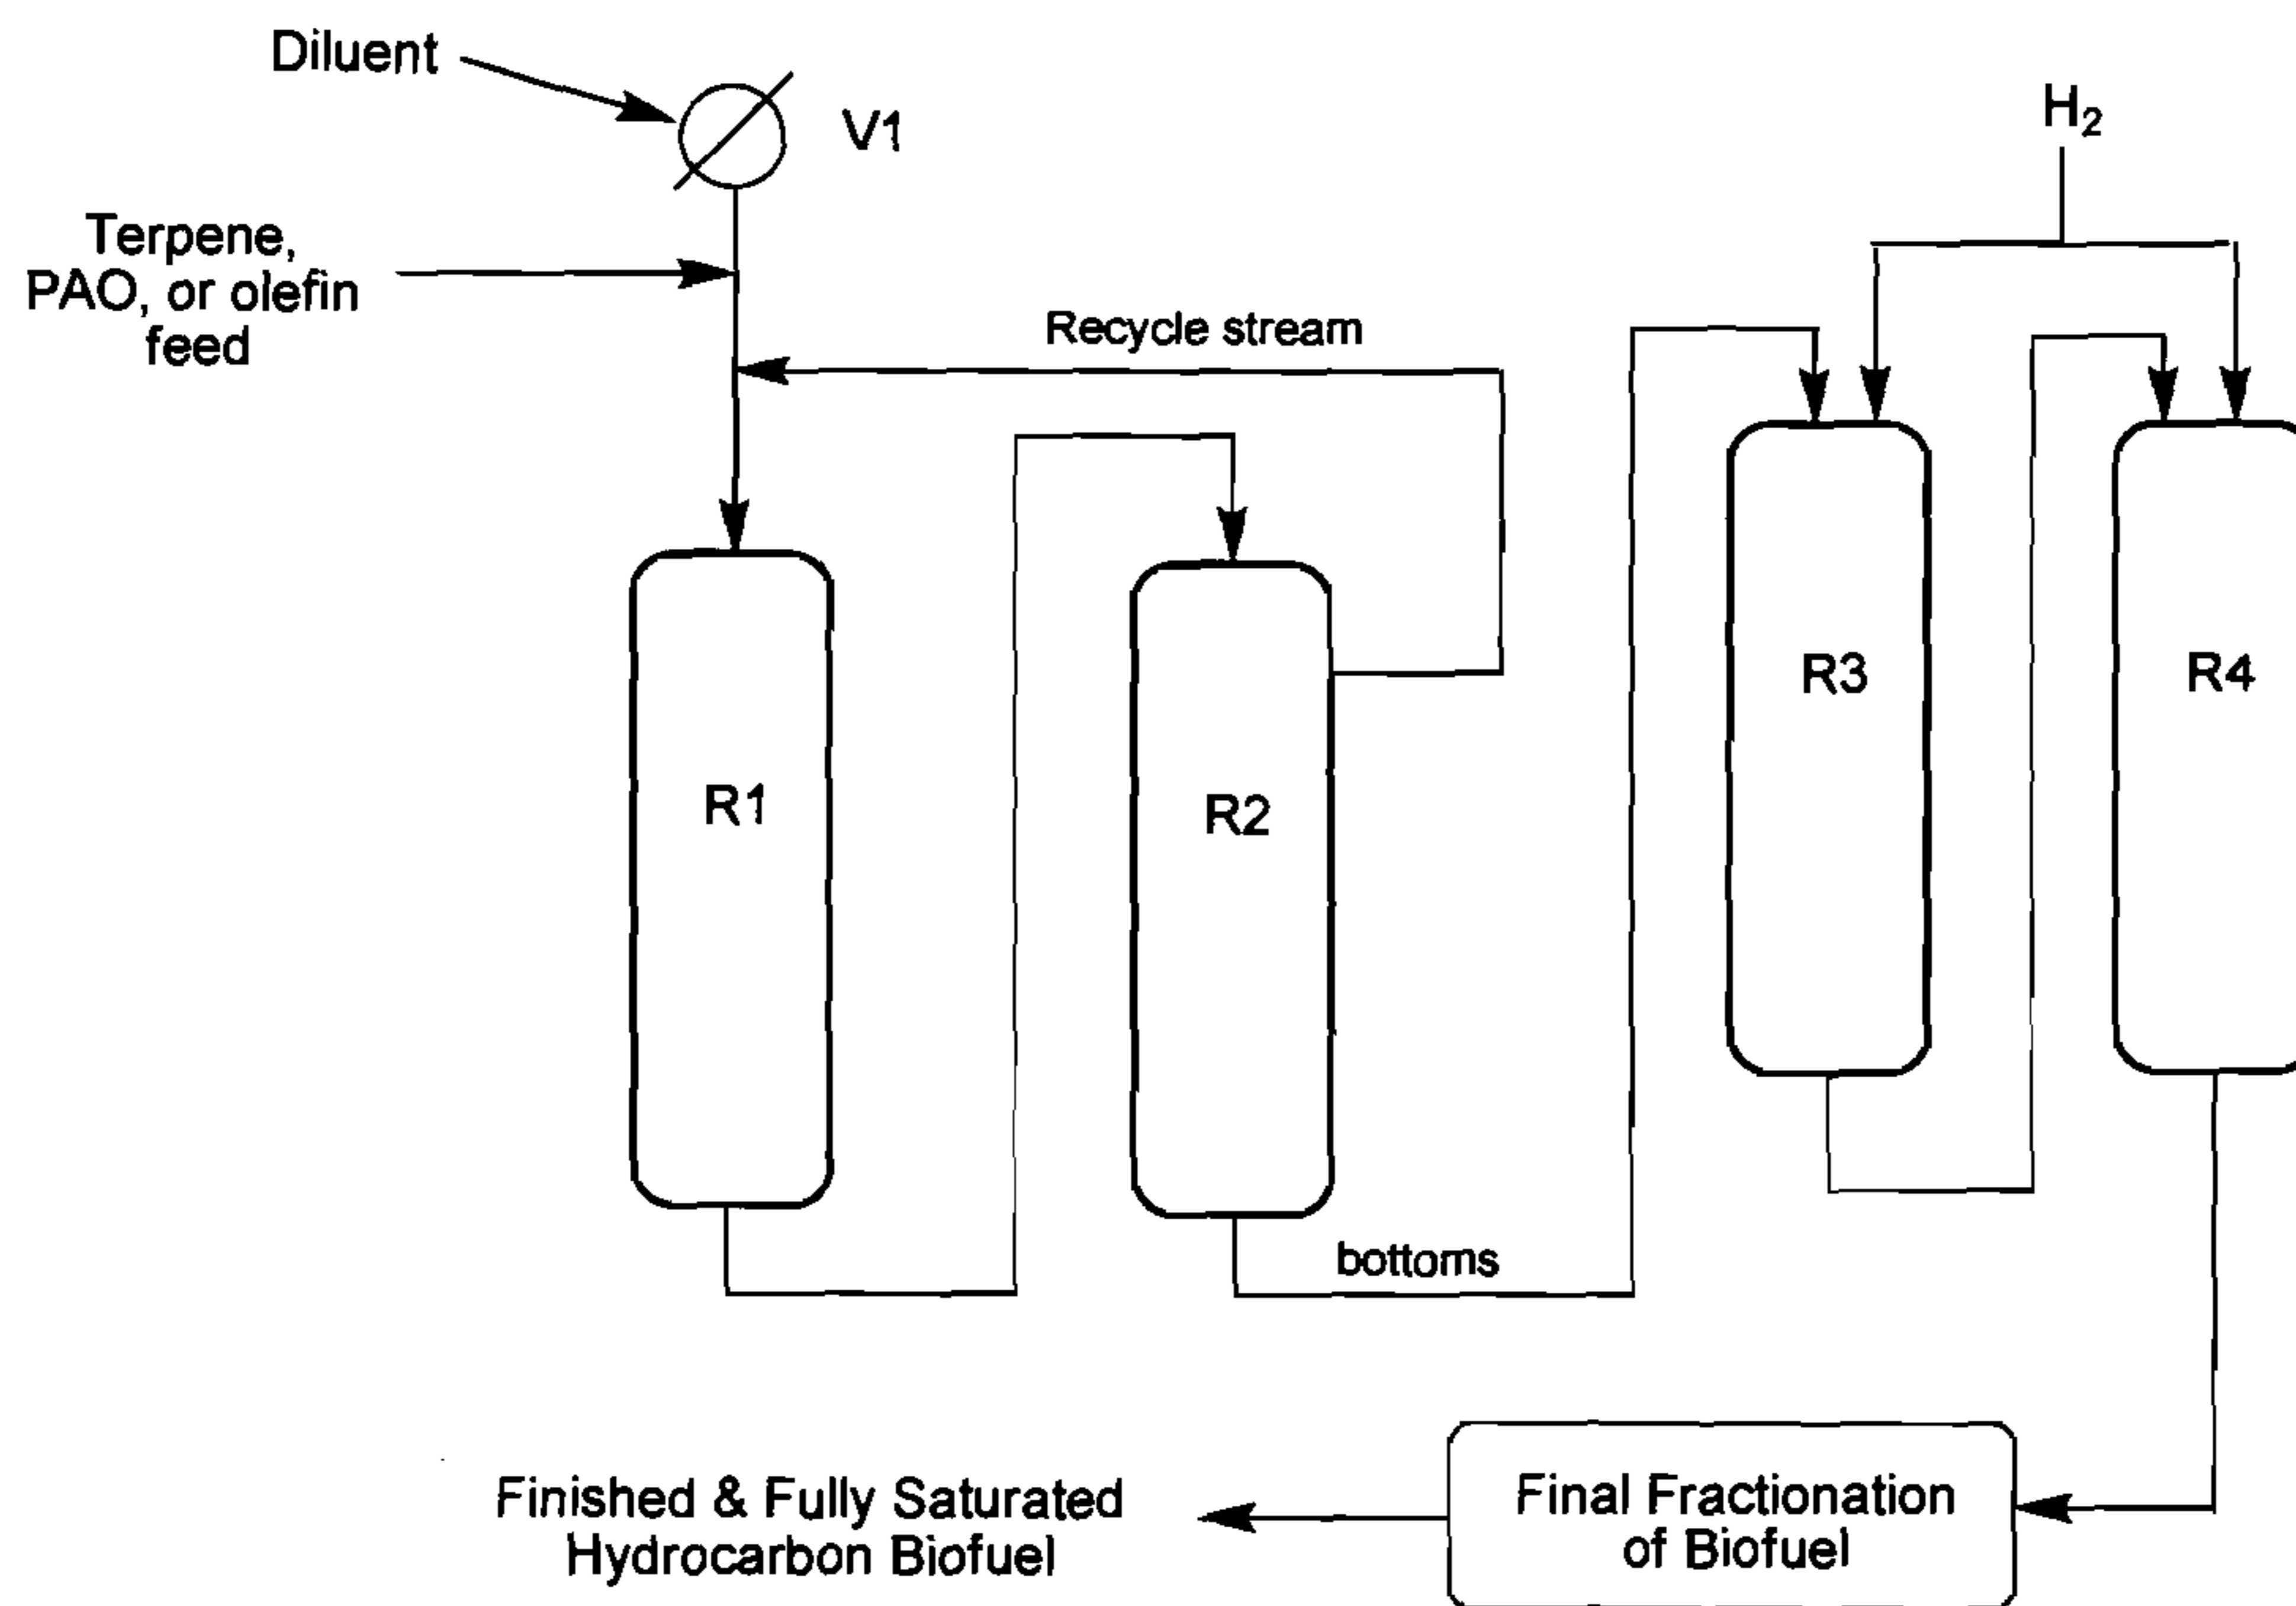 Diluent
V1
H₂
Terpene,
PAO, or olefin
feed
Recycle stream
R1
R2
R3
R4
bottoms
Finished & Fully Saturated
Hydrocarbon Biofuel
Final Fractionation
of Biofuel